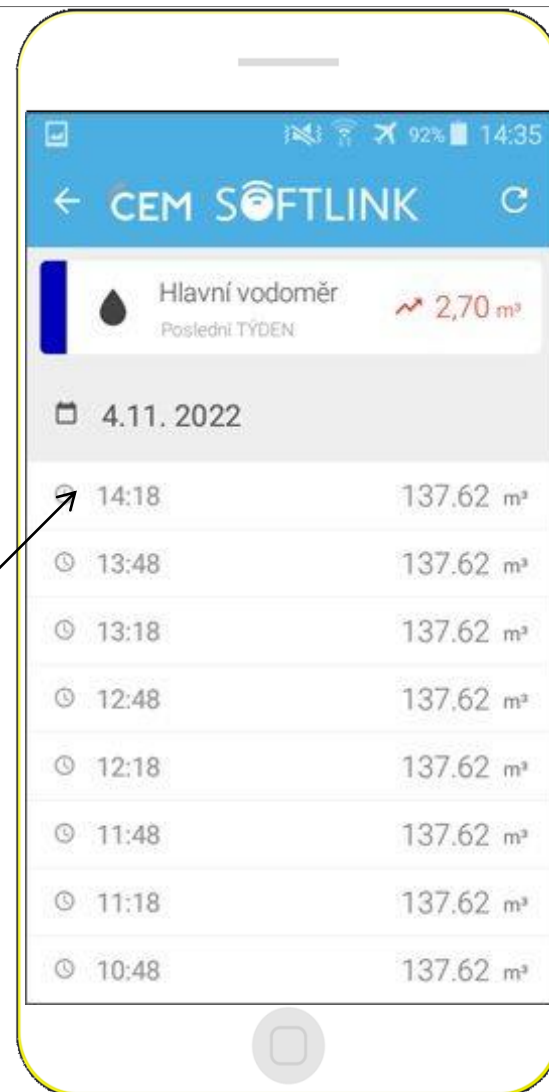 92% 14:35
CEM SOFTLINK
Hlavní vodoměr 2,70 m³
Poslední TÝDEN
4.11. 2022
14:18 137.62 m³
13:48 137.62 m³
13:18 137.62 m³
12:48 137.62 m³
12:18 137.62 m³
11:48 137.62 m³
11:18 137.62 m³
10:48 137.62 m³